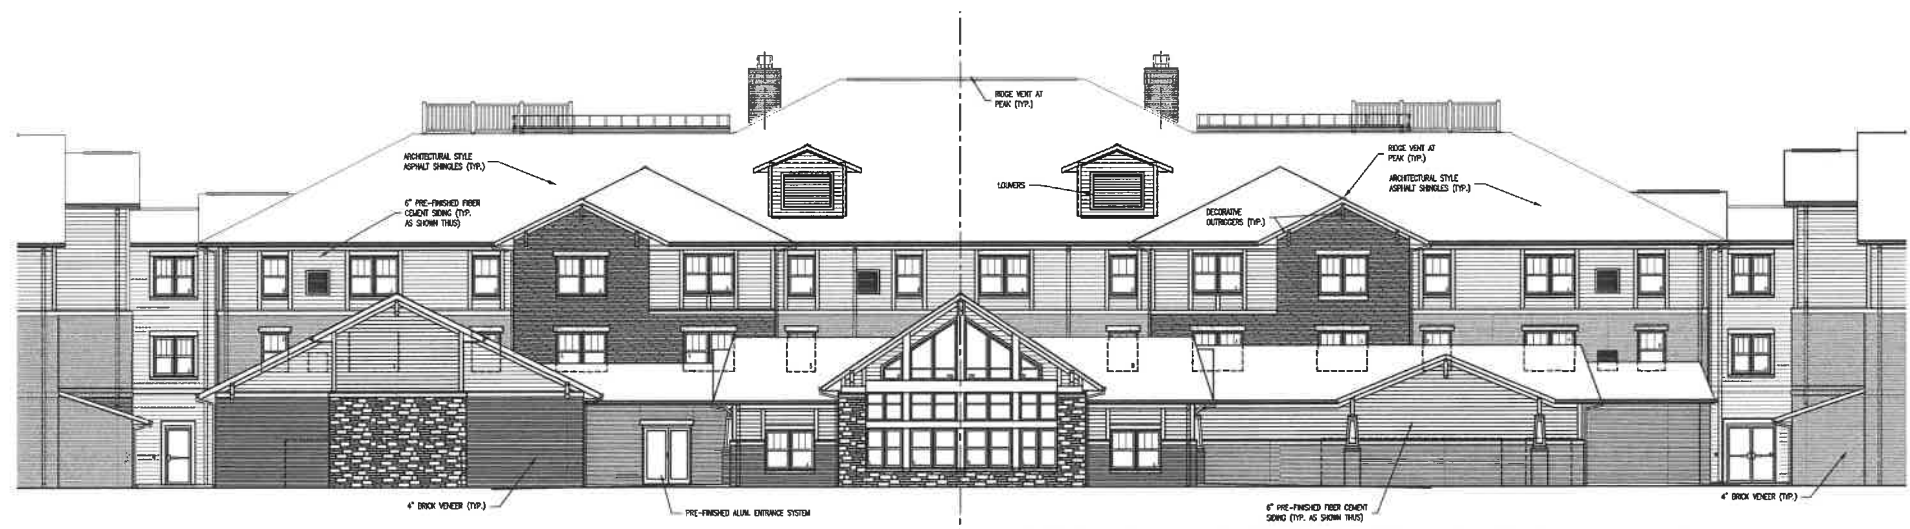 RIDGE VENT AT
PEAK (TYP.)
ARCHITECTURAL STYLE
ASPHALT SHINGLES (TYP.)
RIDGE VENT AT
PEAK (TYP.)
LOUVERS
ARCHITECTURAL STYLE
ASPHALT SHINGLES (TYP.)
6" PRE-FINISHED FIBER
CEMENT SIDING (TYP.
AS SHOWN THUS)
DECORATIVE
OUTRIGGERS (TYP.)
4" BRICK VENEER (TYP.)
PRE-FINISHED ALUM. ENTRANCE SYSTEM
6" PRE-FINISHED FIBER CEMENT
SIDING (TYP. AS SHOWN THUS)
4" BRICK VENEER (TYP.)